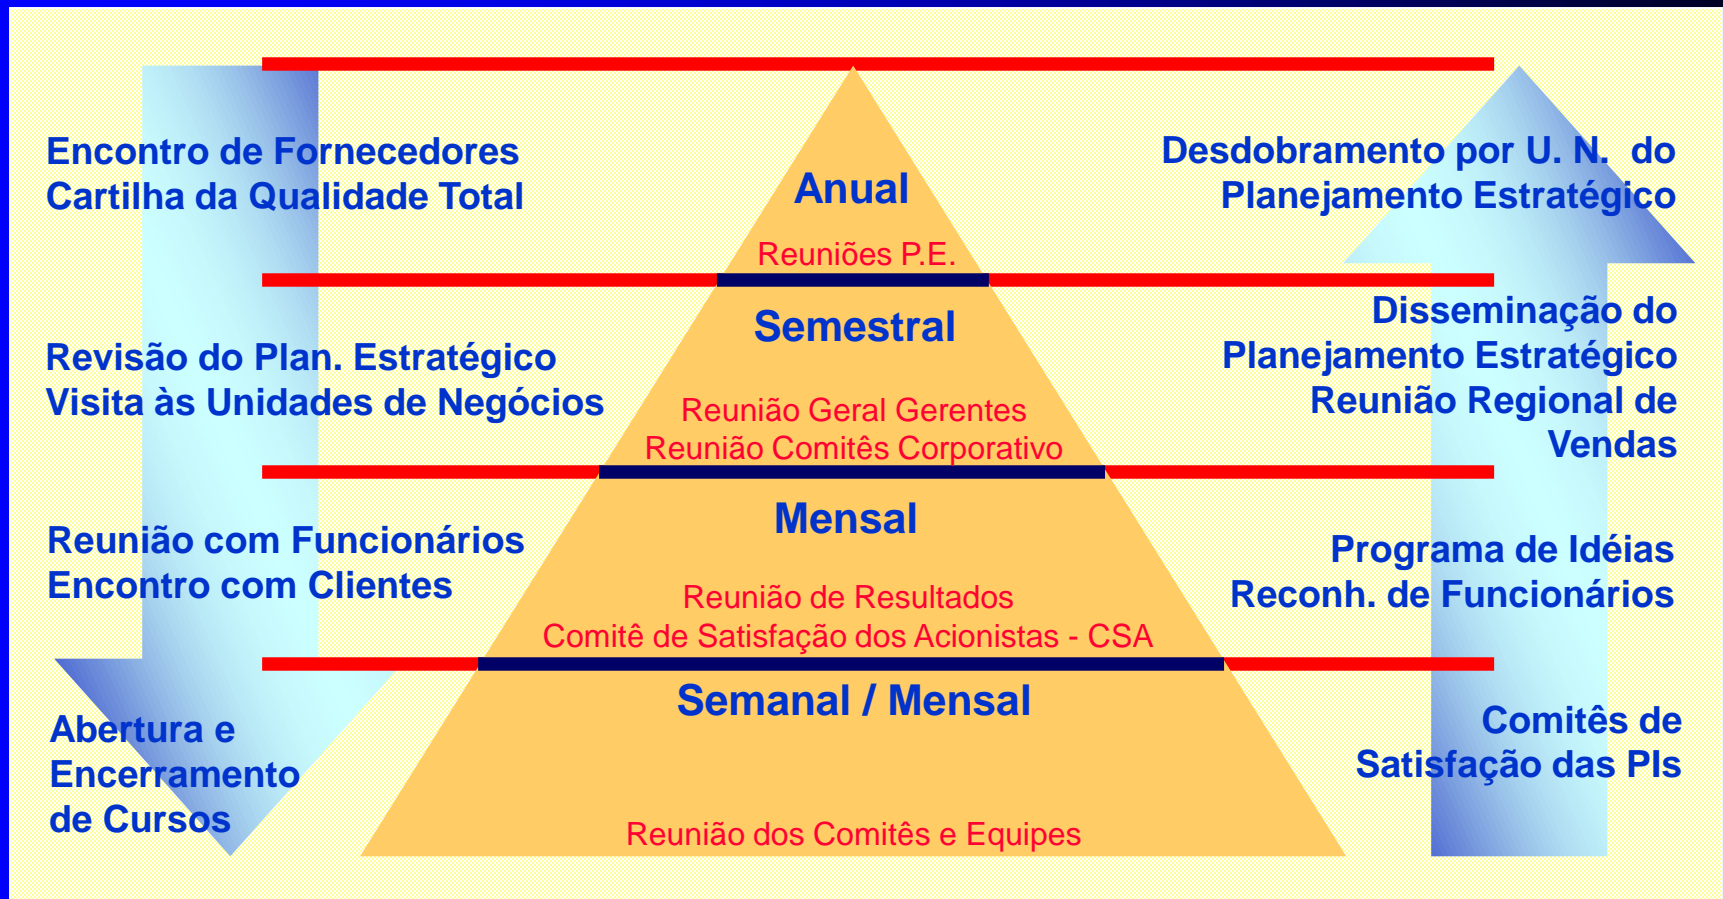 Encontro de Fornecedores
Cartilha da Qualidade Total
Anual
Reuniões P.E.
Desdobramento por U. N. do
Planejamento Estratégico
Revisão do Plan. Estratégico
Visita às Unidades de Negócios
Semestral
Reunião Geral Gerentes
Reunião Comitês Corporativo
Disseminação do
Planejamento Estratégico
Reunião Regional de
Vendas
Reunião com Funcionários
Encontro com Clientes
Mensal
Reunião de Resultados
Comitê de Satisfação dos Acionistas - CSA
Programa de Idéias
Reconh. de Funcionários
Abertura e
Encerramento
de Cursos
Semanal / Mensal
Reunião dos Comitês e Equipes
Comitês de
Satisfação das PIs